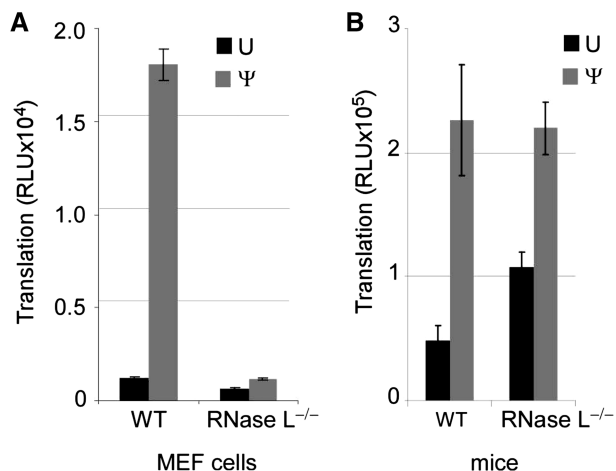 A
Translation (RLUx10⁴)
2.0
1.5
1.0
0.5
0
U
Ψ
WT
RNase L⁻/⁻
MEF cells
B
Translation (RLUx10⁵)
3
2
1
0
U
Ψ
WT
RNase L⁻/⁻
mice